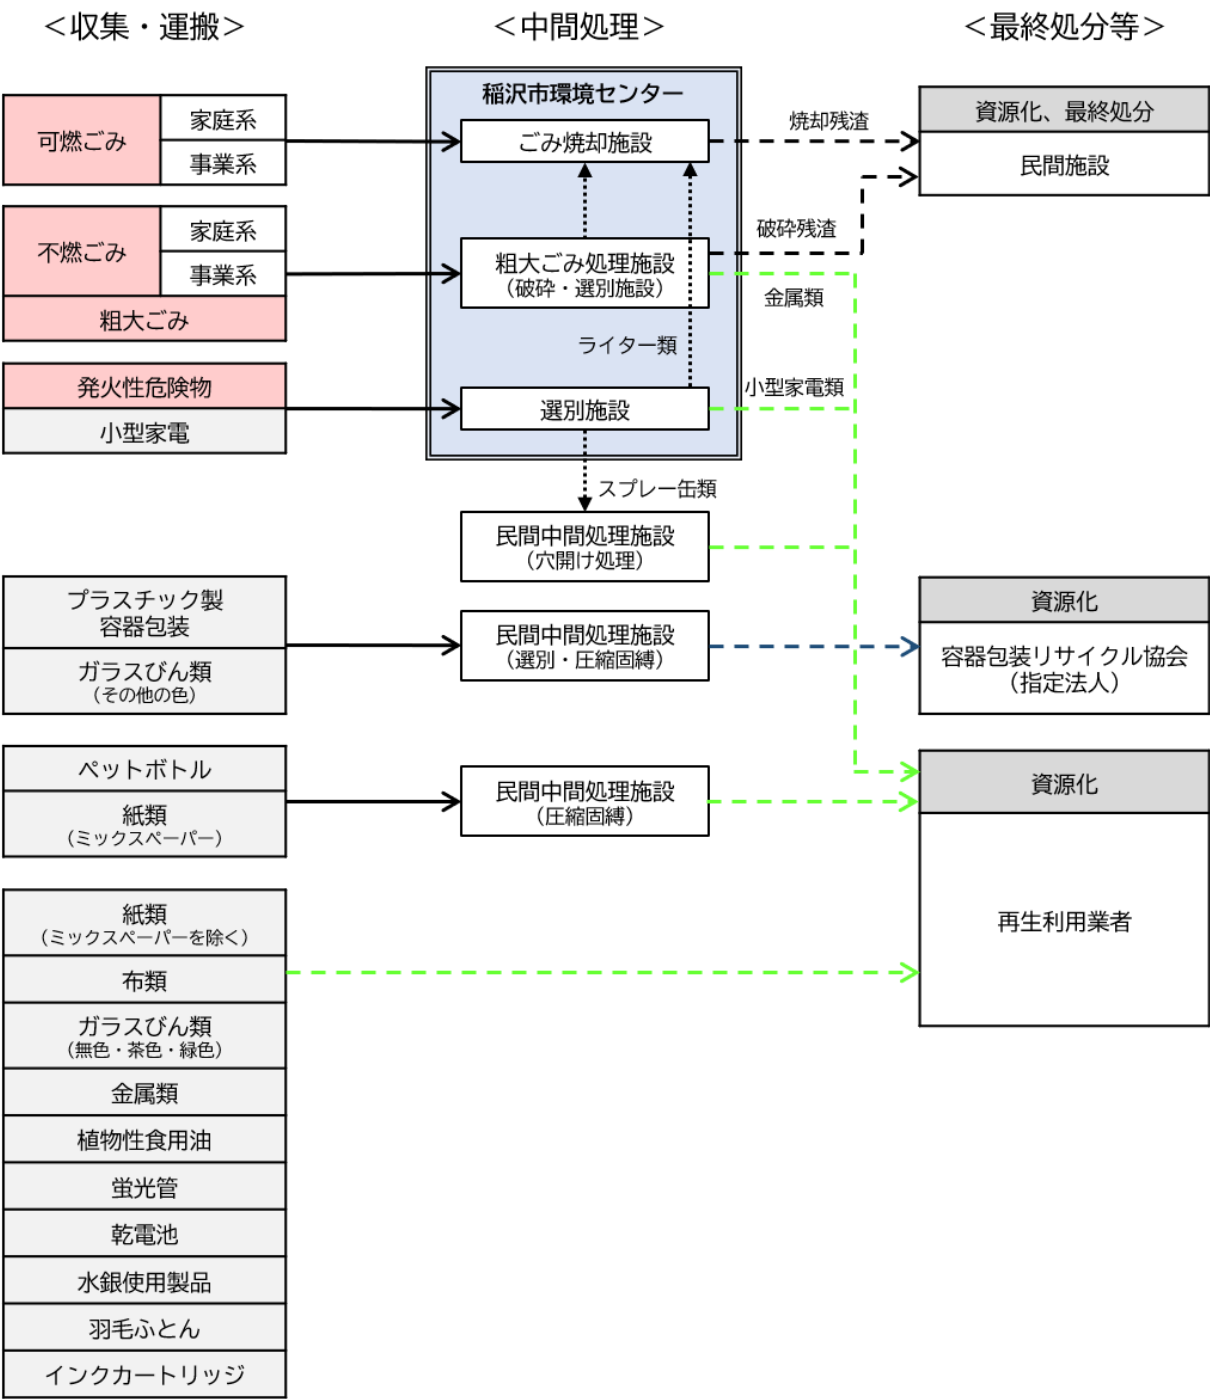 ＜収集・運搬＞
＜中間処理＞
＜最終処分等＞
可燃ごみ
家庭系
事業系
不燃ごみ
家庭系
事業系
粗大ごみ
発火性危険物
小型家電
稲沢市環境センター
ごみ焼却施設
粗大ごみ処理施設
（破砕・選別施設）
ライター類
選別施設
スプレー缶類
民間中間処理施設
（穴開け処理）
焼却残渣
破砕残渣
金属類
小型家電類
資源化、最終処分
民間施設
プラスチック製
容器包装
ガラスびん類
（その他の色）
民間中間処理施設
（選別・圧縮固縛）
資源化
容器包装リサイクル協会
（指定法人）
ペットボトル
紙類
（ミックスペーパー）
民間中間処理施設
（圧縮固縛）
資源化
再生利用業者
紙類
（ミックスペーパーを除く）
布類
ガラスびん類
（無色・茶色・緑色）
金属類
植物性食用油
蛍光管
乾電池
水銀使用製品
羽毛ふとん
インクカートリッジ